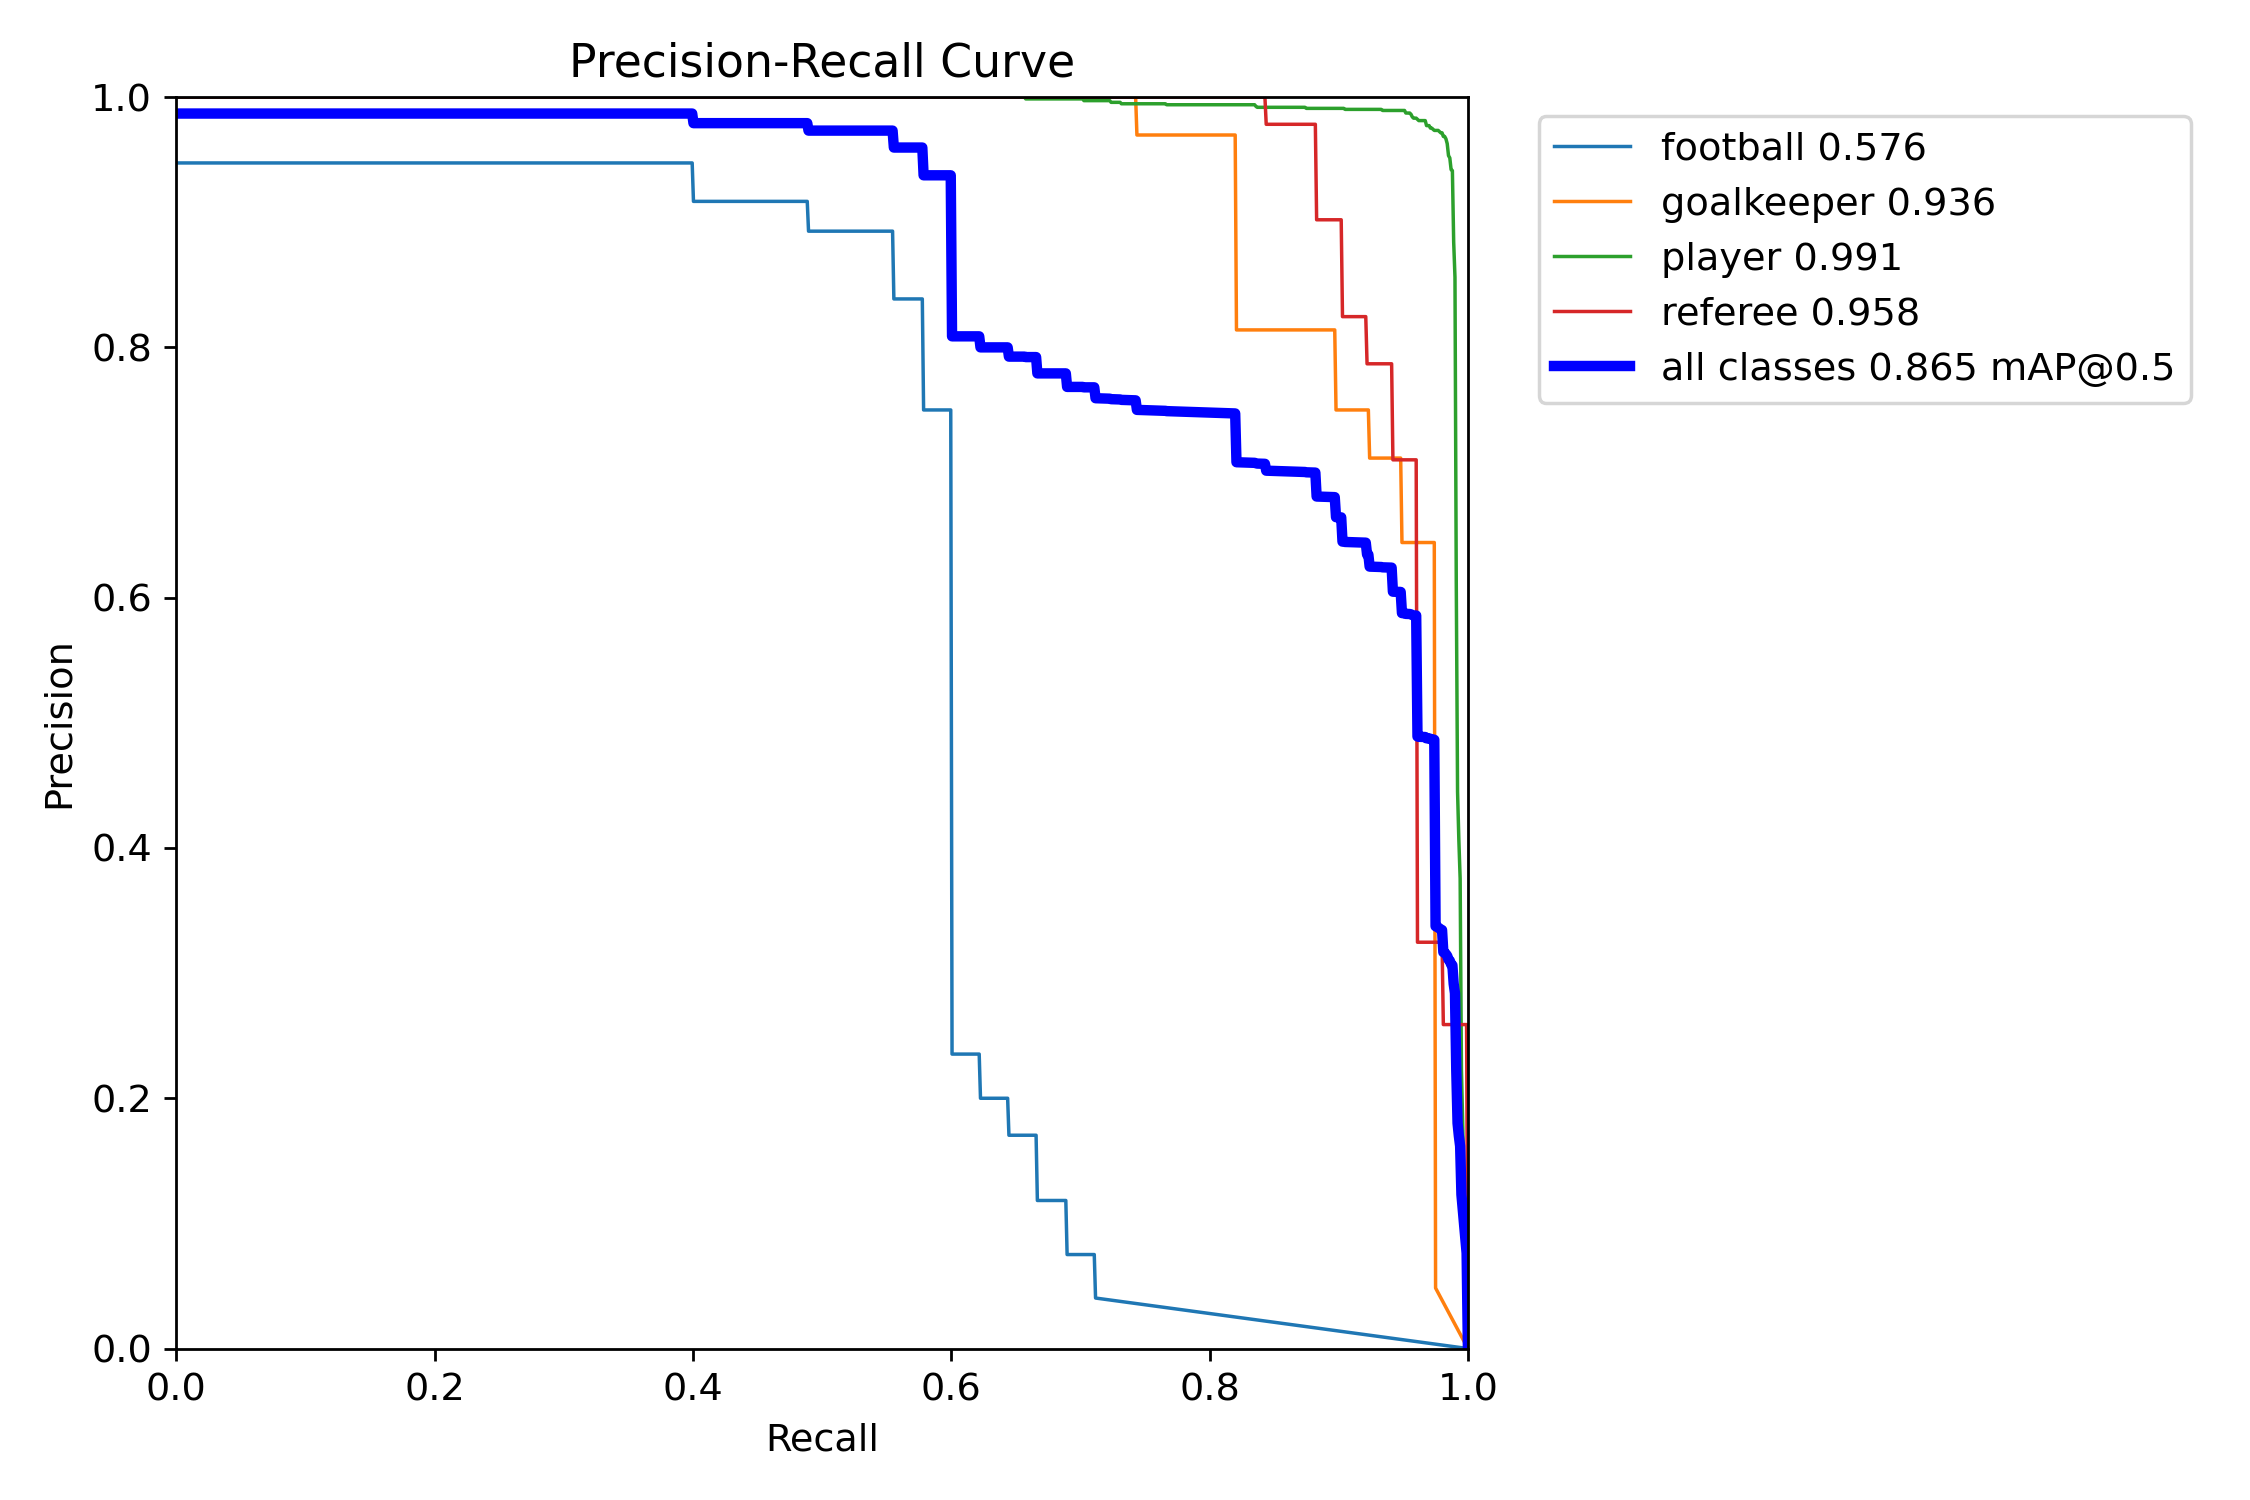 Precision-Recall Curve
1.0
0.8
0.6
0.4
0.2
0.0
Precision
0.0 0.2 0.4 0.6 0.8 1.0
Recall
football 0.576
goalkeeper 0.936
player 0.991
referee 0.958
all classes 0.865 mAP@0.5